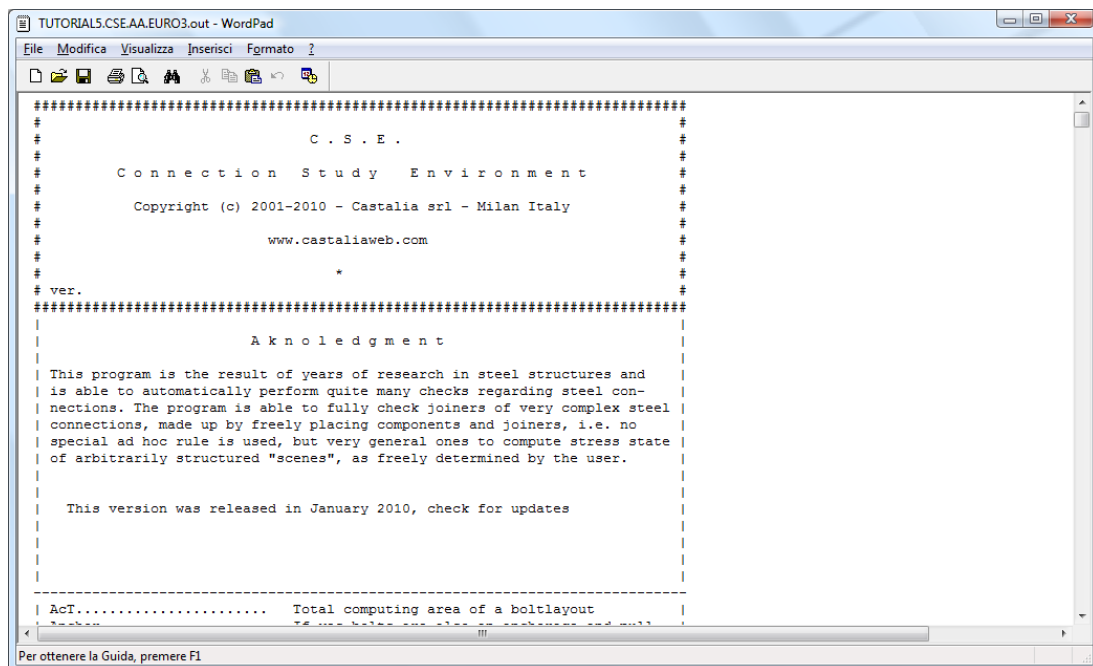 TUTORIAL5.CSE.AA.EURO3.out - WordPad
File Modifica Visualizza Inserisci Formato ?
##############################################################################
# #
# C . S . E . #
# #
# C o n n e c t i o n S t u d y E n v i r o n m e n t #
# #
# Copyright (c) 2001-2010 - Castalia srl - Milan Italy #
# #
# www.castaliaweb.com #
# #
# * #
# ver. #
##############################################################################
| |
| A k n o l e d g m e n t |
| |
| This program is the result of years of research in steel structures and |
| is able to automatically perform quite many checks regarding steel con- |
| nections. The program is able to fully check joiners of very complex steel |
| connections, made up by freely placing components and joiners, i.e. no |
| special ad hoc rule is used, but very general ones to compute stress state |
| of arbitrarily structured "scenes", as freely determined by the user. |
| |
| |
| This version was released in January 2010, check for updates |
| |
| |
| |
| |
------------------------------------------------------------------------------
| AcT....................... Total computing area of a boltlayout |
Per ottenere la Guida, premere F1